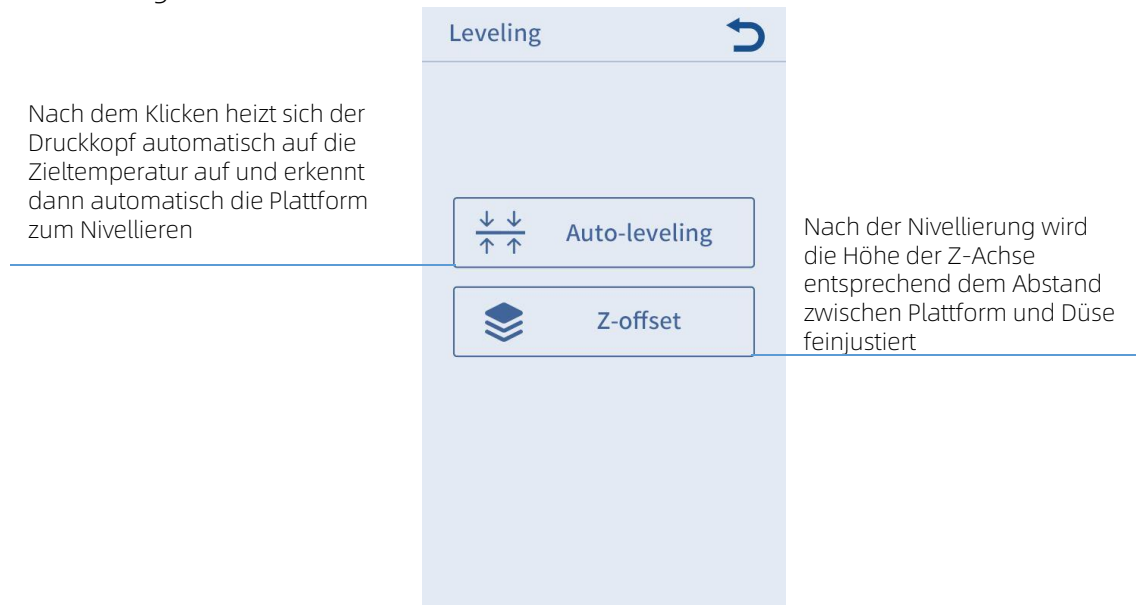 Leveling
Nach dem Klicken heizt sich der
Druckkopf automatisch auf die
Zieltemperatur auf und erkennt
dann automatisch die Plattform
zum Nivellieren
Auto-leveling
Z-offset
Nach der Nivellierung wird
die Höhe der Z-Achse
entsprechend dem Abstand
zwischen Plattform und Düse
feinjustiert